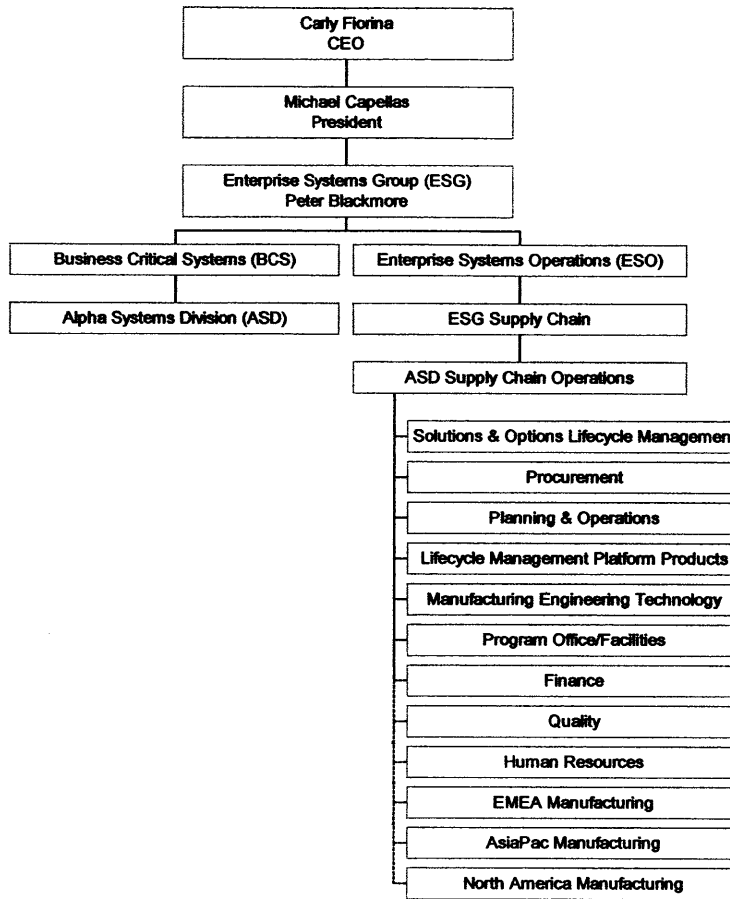 Carly Fiorina
CEO
Michael Capellas
President
Enterprise Systems Group (ESG)
Peter Blackmore
Business Critical Systems (BCS)
Enterprise Systems Operations (ESO)
Alpha Systems Division (ASD)
ESG Supply Chain
ASD Supply Chain Operations
Solutions & Options Lifecycle Management
Procurement
Planning & Operations
Lifecycle Management Platform Products
Manufacturing Engineering Technology
Program Office/Facilities
Finance
Quality
Human Resources
EMEA Manufacturing
AsiaPac Manufacturing
North America Manufacturing